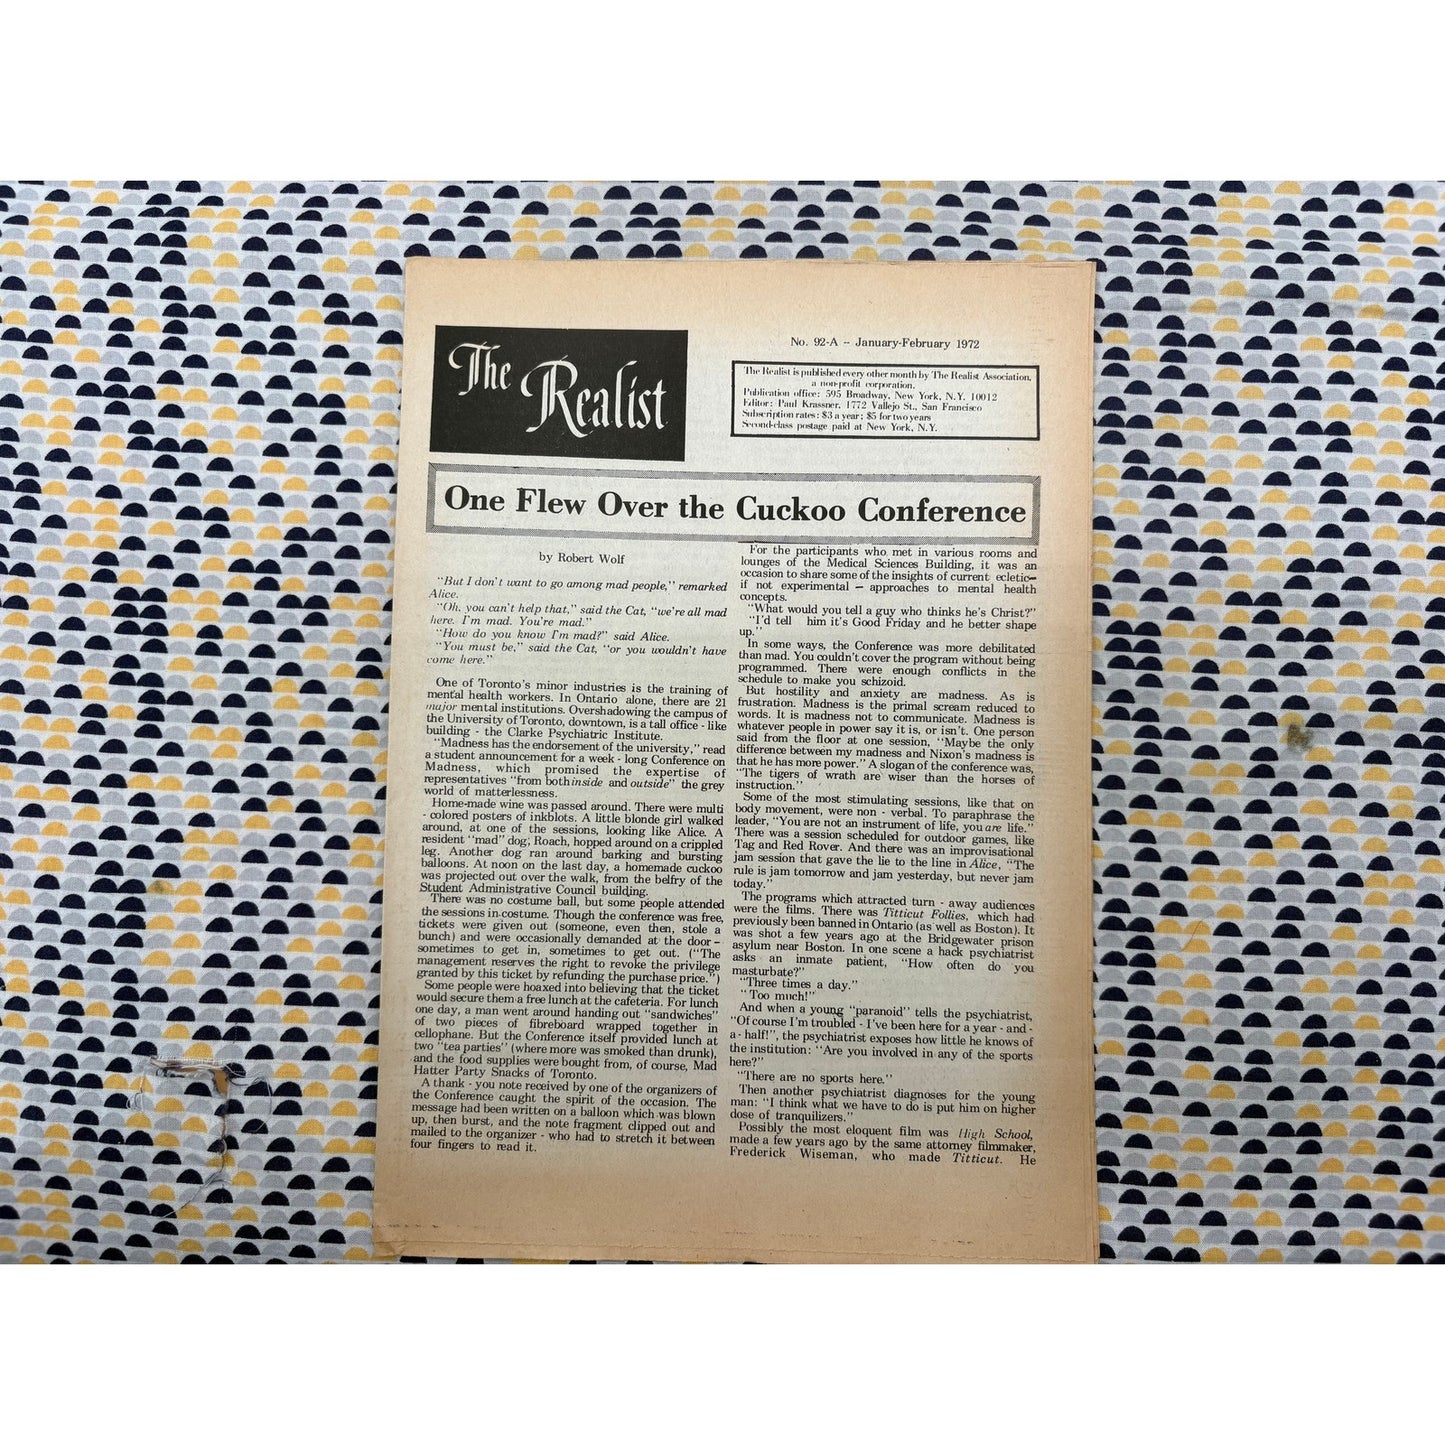 The Realist
No. 92-A -- January-February 1972
The Realist is published every other month by The Realist Association,
a non-profit corporation.
Publication office: 595 Broadway, New York, N.Y. 10012
Editor: Paul Krassner, 1772 Vallejo St., San Francisco
Subscription rates: $3 a year; $5 for two years
Second-class postage paid at New York, N.Y.
One Flew Over the Cuckoo Conference
by Robert Wolf
"But I don't want to go among mad people," remarked
Alice.
"Oh, you can't help that," said the Cat, "we're all mad
here. I'm mad. You're mad."
"How do you know I'm mad?" said Alice.
"You must be," said the Cat, "or you wouldn't have
come here."
One of Toronto's minor industries is the training of
mental health workers. In Ontario alone, there are 21
major mental institutions. Overshadowing the campus of
the University of Toronto, downtown, is a tall office - like
building - the Clarke Psychiatric Institute.
"Madness has the endorsement of the university," read
a student announcement for a week - long Conference on
Madness, which promised the expertise of
representatives "from both inside and outside" the grey
world of matterlessness.
Home-made wine was passed around. There were multi
- colored posters of inkblots. A little blonde girl walked
around, at one of the sessions, looking like Alice. A
resident "mad" dog, Roach, hopped around on a crippled
leg. Another dog ran around barking and bursting
balloons. At noon on the last day, a homemade cuckoo
was projected out over the walk, from the belfry of the
Student Administrative Council building.
There was no costume ball, but some people attended
the sessions in costume. Though the conference was free,
tickets were given out (someone, even then, stole a
bunch) and were occasionally demanded at the door --
sometimes to get in, sometimes to get out. ("The
management reserves the right to revoke the privilege
granted by this ticket by refunding the purchase price.")
Some people were hoaxed into believing that the ticket
would secure them a free lunch at the cafeteria. For lunch
one day, a man went around handing out "sandwiches"
of two pieces of fibreboard wrapped together in
cellophane. But the Conference itself provided lunch at
two "tea parties" (where more was smoked than drunk),
and the food supplies were bought from, of course, Mad
Hatter Party Snacks of Toronto.
A thank - you note received by one of the organizers of
the Conference caught the spirit of the occasion. The
message had been written on a balloon which was blown
up, then burst, and the note fragment clipped out and
mailed to the organizer - who had to stretch it between
four fingers to read it.
For the participants who met in various rooms and
lounges of the Medical Sciences Building, it was an
occasion to share some of the insights of current ecletic--
if not experimental -- approaches to mental health
concepts.
"What would you tell a guy who thinks he's Christ?"
"I'd tell him it's Good Friday and he better shape
up."
In some ways, the Conference was more debilitated
than mad. You couldn't cover the program without being
programmed. There were enough conflicts in the
schedule to make you schizoid.
But hostility and anxiety are madness. As is
frustration. Madness is the primal scream reduced to
words. It is madness not to communicate. Madness is
whatever people in power say it is, or isn't. One person
said from the floor at one session, "Maybe the only
difference between my madness and Nixon's madness is
that he has more power." A slogan of the conference was,
"The tigers of wrath are wiser than the horses of
instruction."
Some of the most stimulating sessions, like that on
body movement, were non - verbal. To paraphrase the
leader, "You are not an instrument of life, you are life."
There was a session scheduled for outdoor games, like
Tag and Red Rover. And there was an improvisational
jam session that gave the lie to the line in Alice, "The
rule is jam tomorrow and jam yesterday, but never jam
today."
The programs which attracted turn - away audiences
were the films. There was Titticut Follies, which had
previously been banned in Ontario (as well as Boston). It
was shot a few years ago at the Bridgewater prison
asylum near Boston. In one scene a hack psychiatrist
asks an inmate patient, "How often do you
masturbate?"
"Three times a day."
"Too much!"
And when a young "paranoid" tells the psychiatrist,
"Of course I'm troubled - I've been here for a year - and -
a - half!", the psychiatrist exposes how little he knows of
the institution: "Are you involved in any of the sports
here?"
"There are no sports here."
Then another psychiatrist diagnoses for the young
man: "I think what we have to do is put him on higher
dose of tranquilizers."
Possibly the most eloquent film was High School,
made a few years ago by the same attorney filmmaker,
Frederick Wiseman, who made Titticut. He